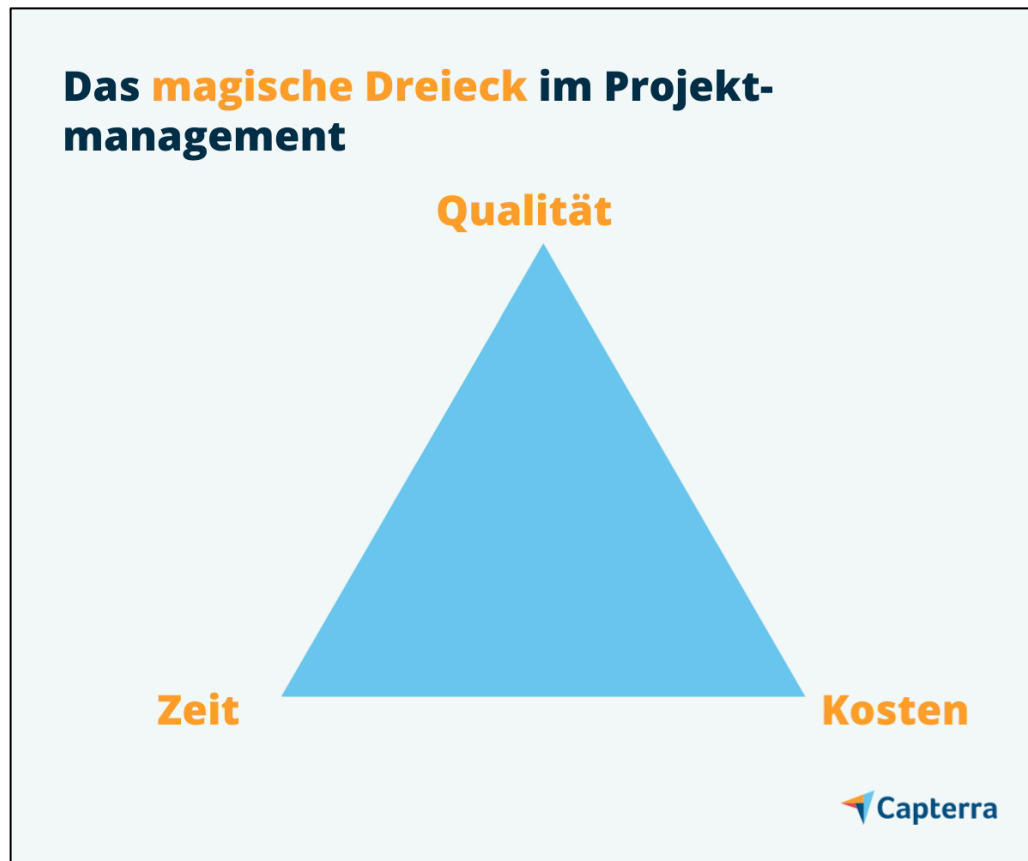 Das magische Dreieck im Projekt-
management
Qualität
Zeit
Kosten
Capterra